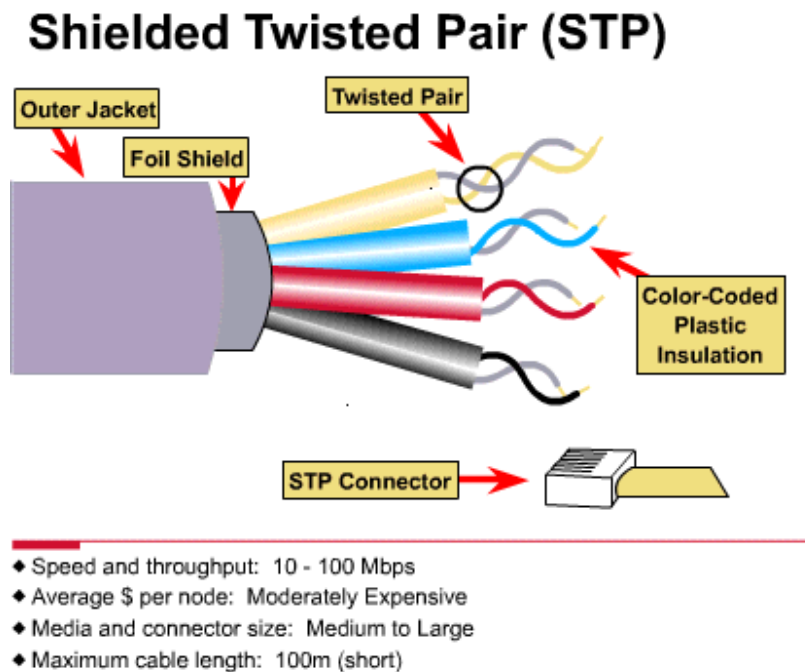 Shielded Twisted Pair (STP)
Outer Jacket
Twisted Pair
Foil Shield
Color-Coded
Plastic
Insulation
STP Connector
◆ Speed and throughput: 10 - 100 Mbps
◆ Average $ per node: Moderately Expensive
◆ Media and connector size: Medium to Large
◆ Maximum cable length: 100m (short)